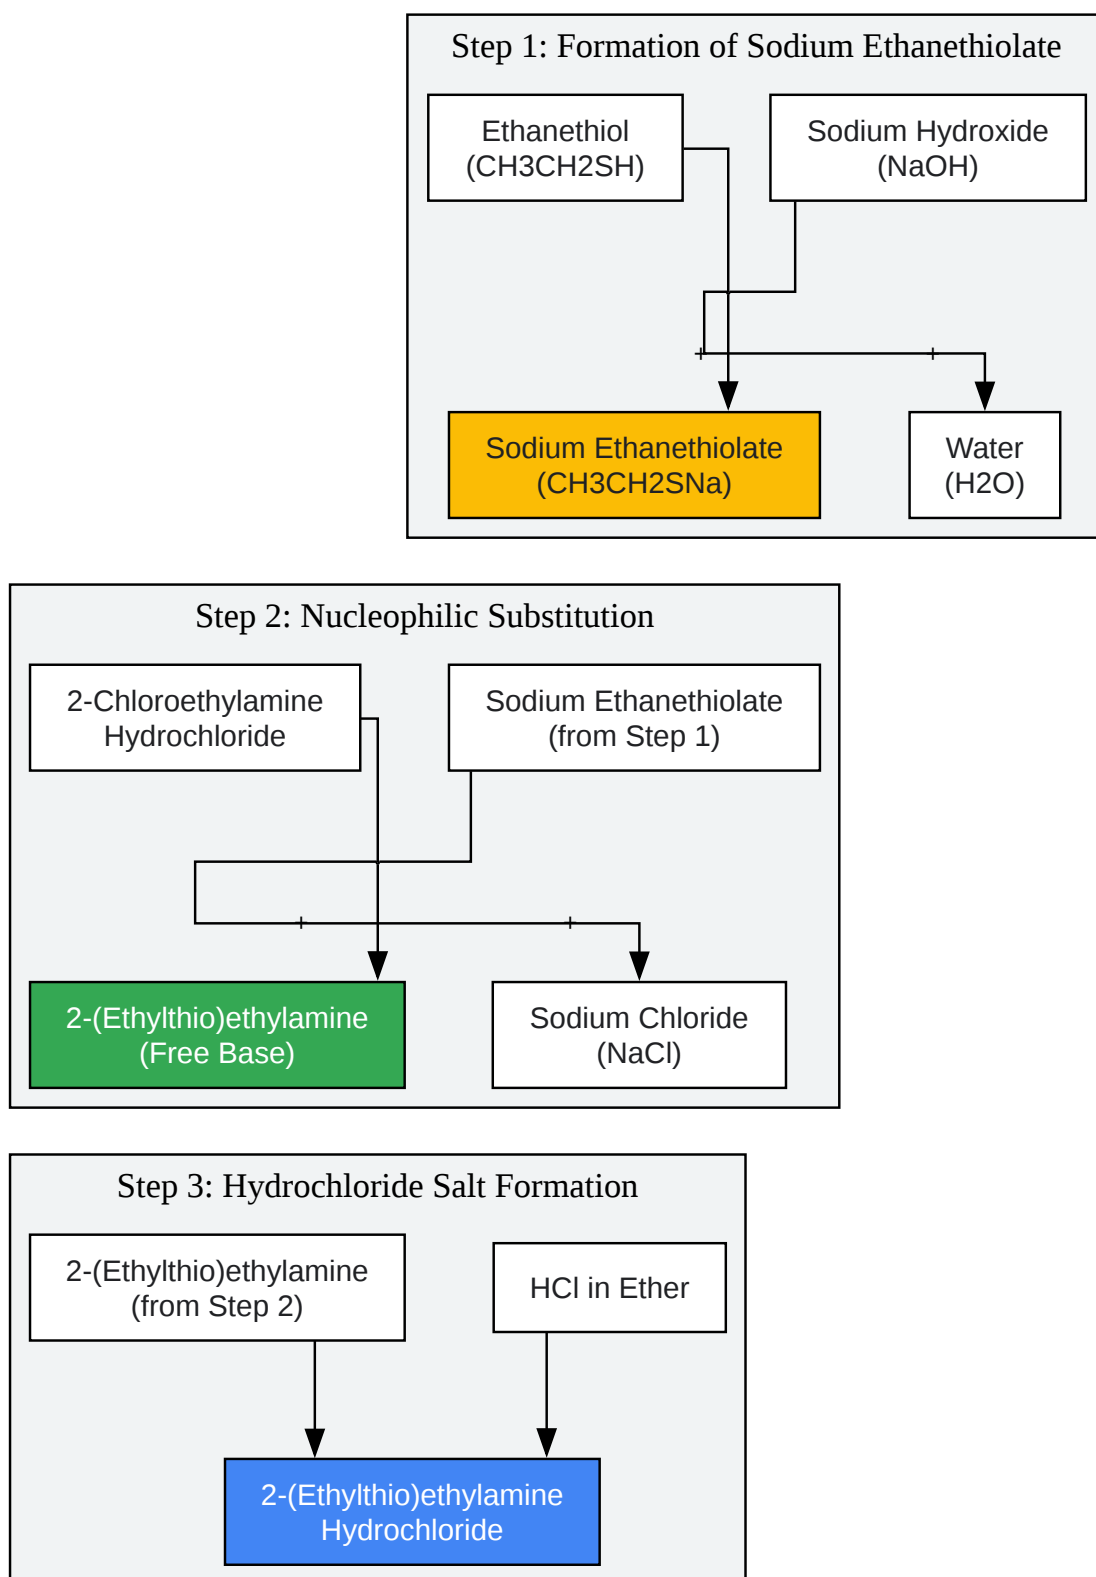 Step 1: Formation of Sodium Ethanethiolate
Ethanethiol
(CH3CH2SH)
Sodium Hydroxide
(NaOH)
Sodium Ethanethiolate
(CH3CH2SNa)
Water
(H2O)
Step 2: Nucleophilic Substitution
2-Chloroethylamine
Hydrochloride
Sodium Ethanethiolate
(from Step 1)
2-(Ethylthio)ethylamine
(Free Base)
Sodium Chloride
(NaCl)
Step 3: Hydrochloride Salt Formation
2-(Ethylthio)ethylamine
(from Step 2)
HCl in Ether
2-(Ethylthio)ethylamine
Hydrochloride